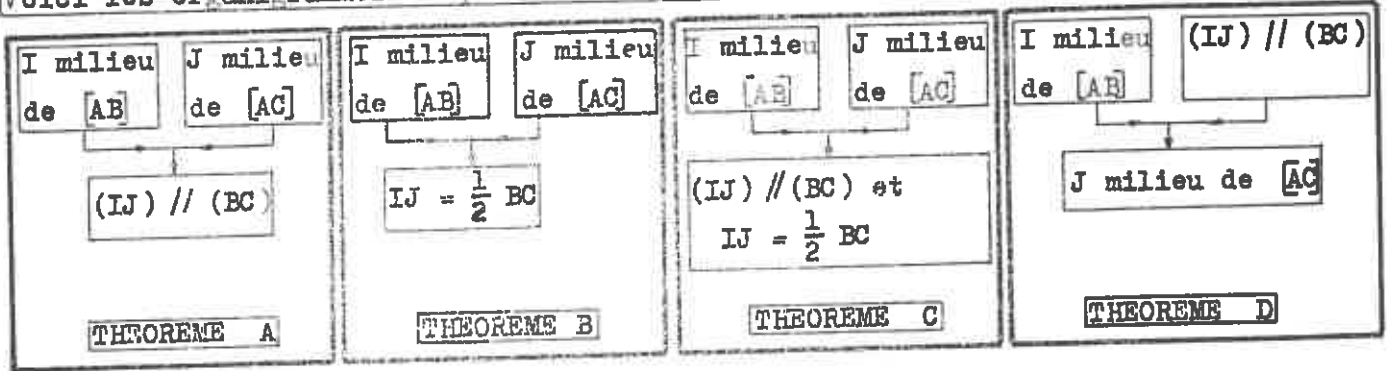 I milieu
de [AB]
J milieu
de [AC]
(IJ) // (BC)
THEOREME A
I milieu
de [AB]
J milieu
de [AC]
IJ = 1/2 BC
THEOREME B
I milieu
de [AB]
J milieu
de [AC]
(IJ) // (BC) et
IJ = 1/2 BC
THEOREME C
I milieu
de [AB]
(IJ) // (BC)
J milieu de [AC]
THEOREME D